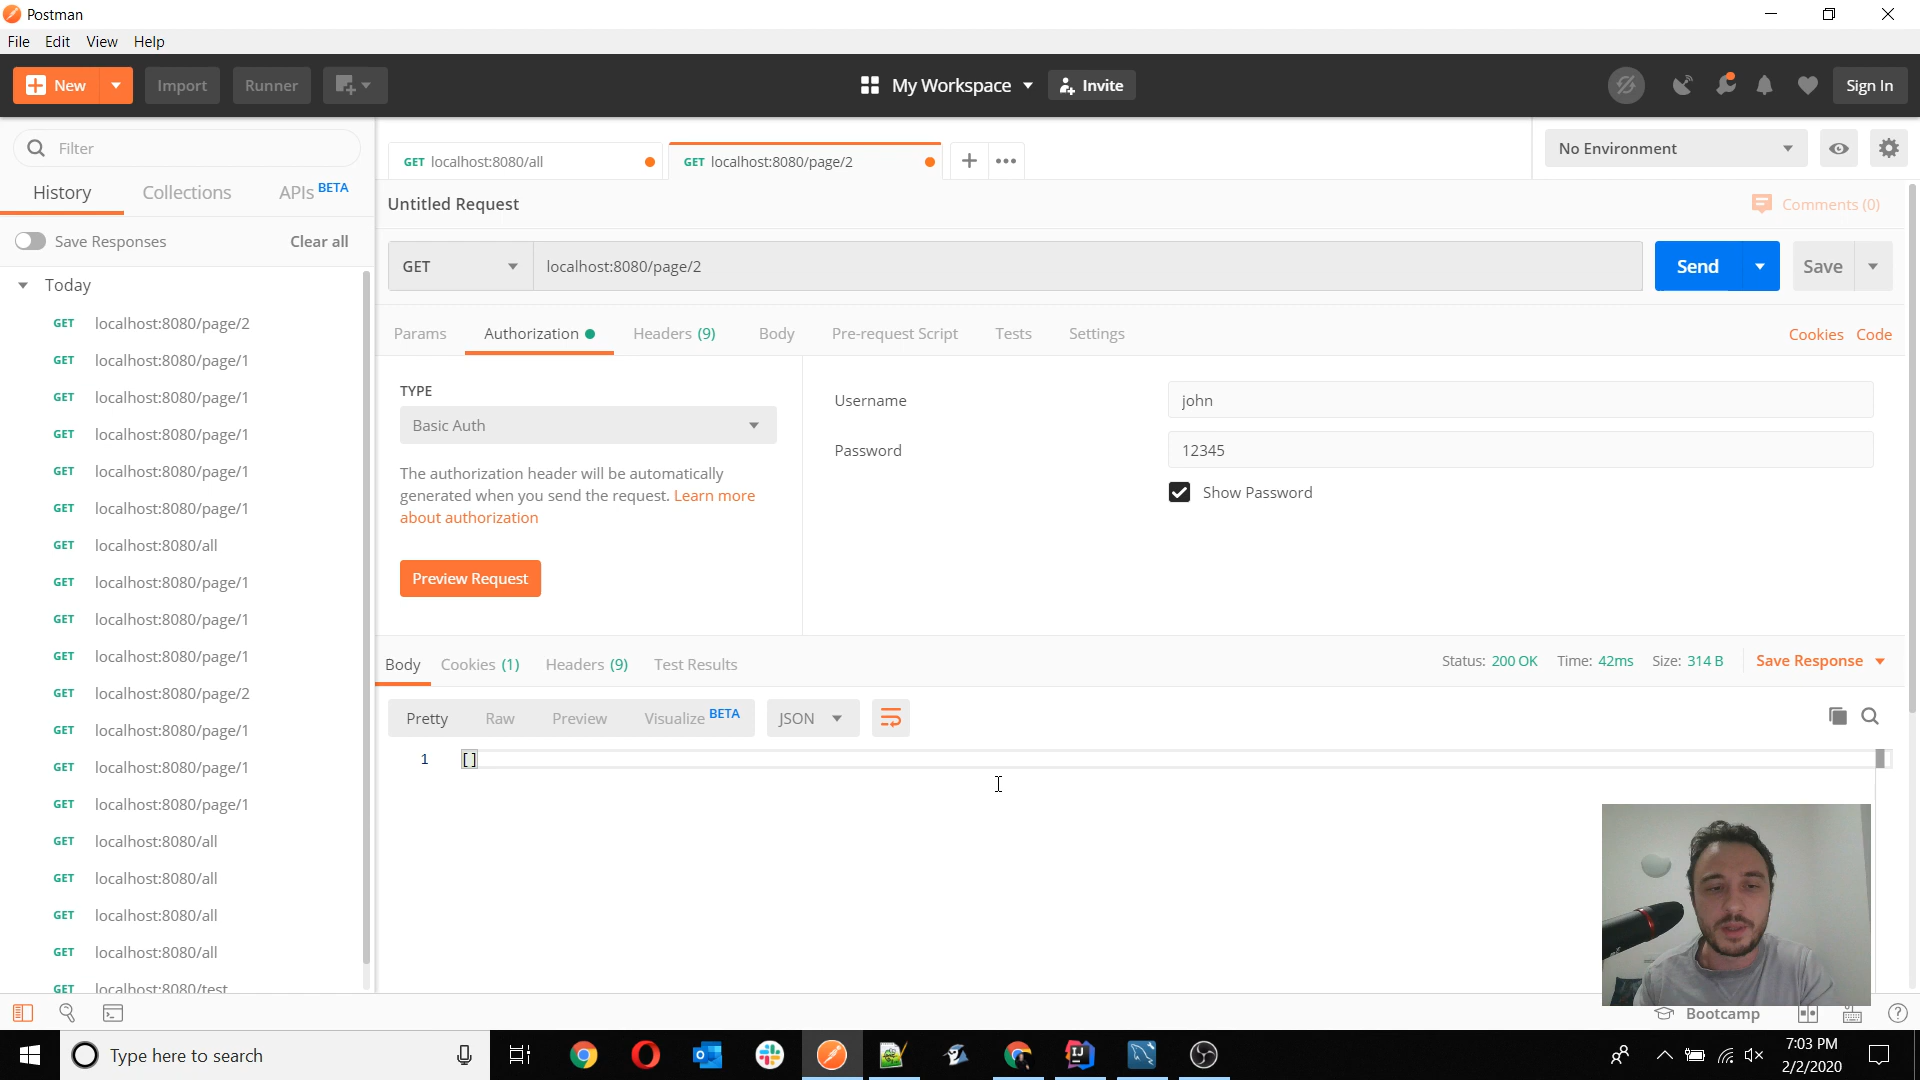 Postman
File Edit View Help
New Import Runner My Workspace Invite Sign In
Filter
History Collections APIs BETA
Save Responses Clear all
Today
GET localhost:8080/page/2
GET localhost:8080/page/1
GET localhost:8080/page/1
GET localhost:8080/page/1
GET localhost:8080/page/1
GET localhost:8080/page/1
GET localhost:8080/all
GET localhost:8080/page/1
GET localhost:8080/page/1
GET localhost:8080/page/1
GET localhost:8080/page/2
GET localhost:8080/page/1
GET localhost:8080/page/1
GET localhost:8080/page/1
GET localhost:8080/all
GET localhost:8080/all
GET localhost:8080/all
GET localhost:8080/all
GET localhost:8080/test
GET localhost:8080/all GET localhost:8080/page/2
No Environment
Untitled Request Comments (0)
GET localhost:8080/page/2 Send Save
Params Authorization Headers (9) Body Pre-request Script Tests Settings Cookies Code
TYPE
Basic Auth
The authorization header will be automatically
generated when you send the request. Learn more
about authorization
Preview Request
Username john
Password 12345
Show Password
Body Cookies (1) Headers (9) Test Results Status: 200 OK Time: 42ms Size: 314 B Save Response
Pretty Raw Preview Visualize BETA JSON
1 []
Bootcamp
Type here to search
7:03 PM
2/2/2020